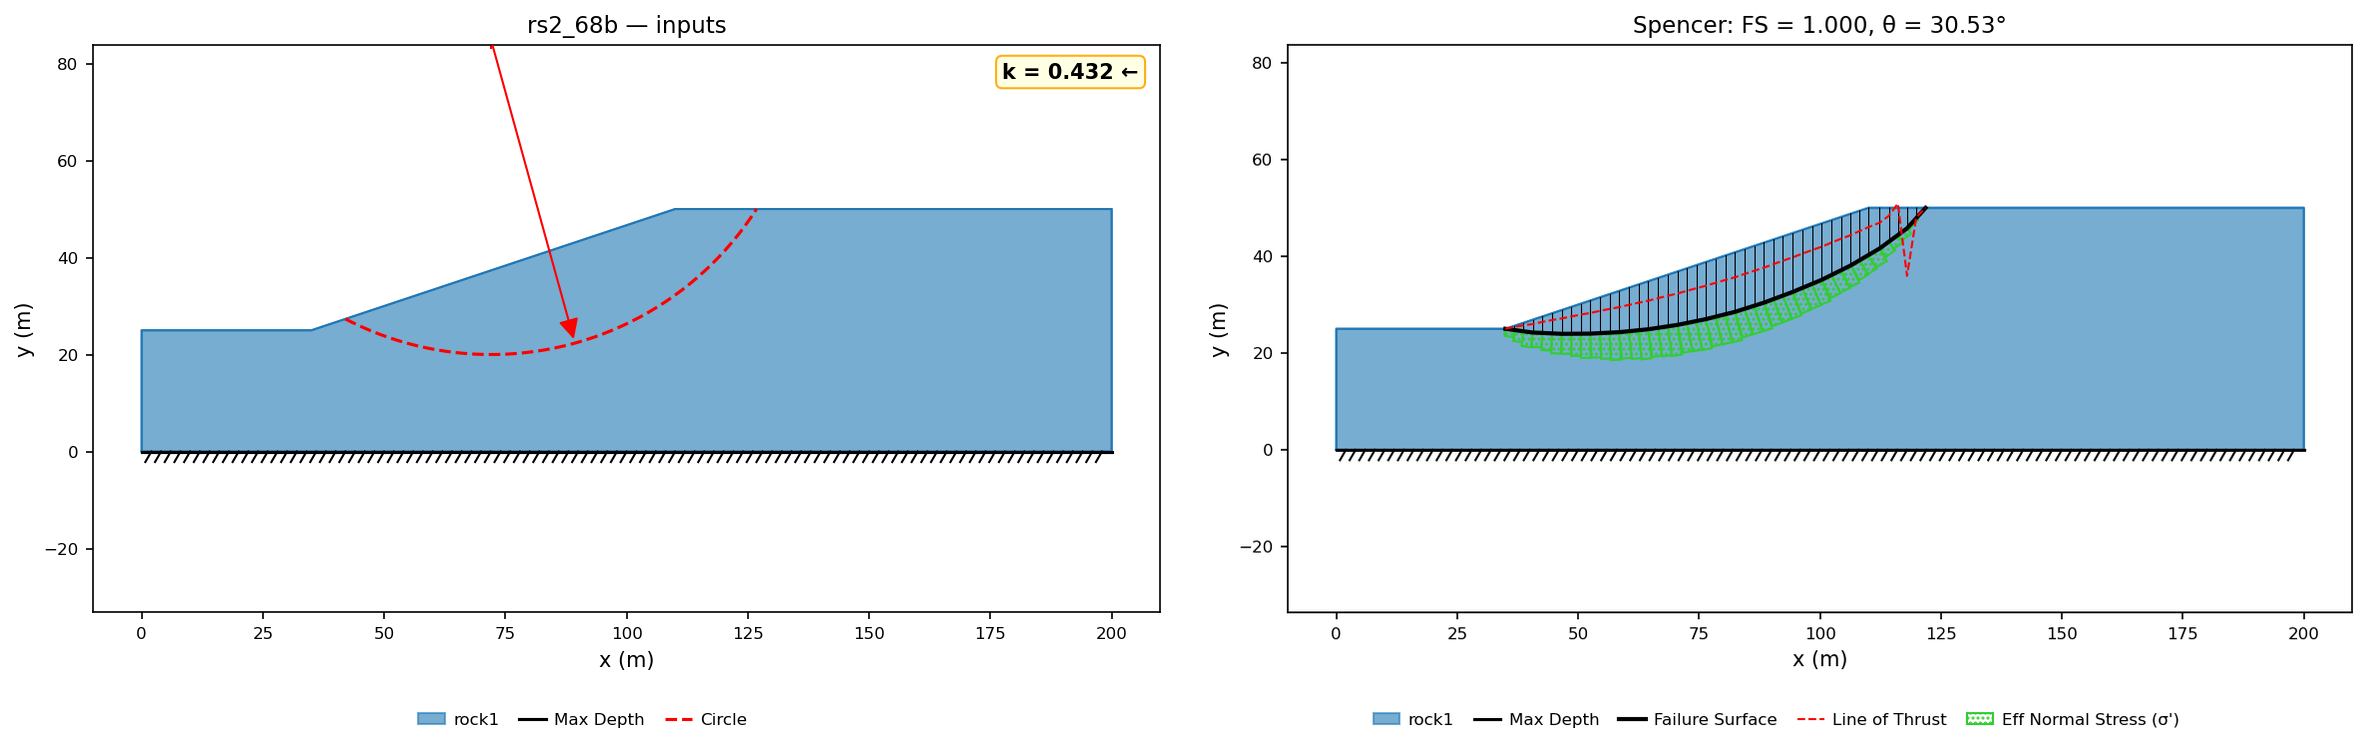 rs2_68b — inputs
k = 0.432 ←
y (m)
80
60
40
20
0
−20
0 25 50 75 100 125 150 175 200
x (m)
rock1 Max Depth Circle
Spencer: FS = 1.000, θ = 30.53°
y (m)
80
60
40
20
0
−20
0 25 50 75 100 125 150 175 200
x (m)
rock1 Max Depth Failure Surface Line of Thrust Eff Normal Stress (σ')